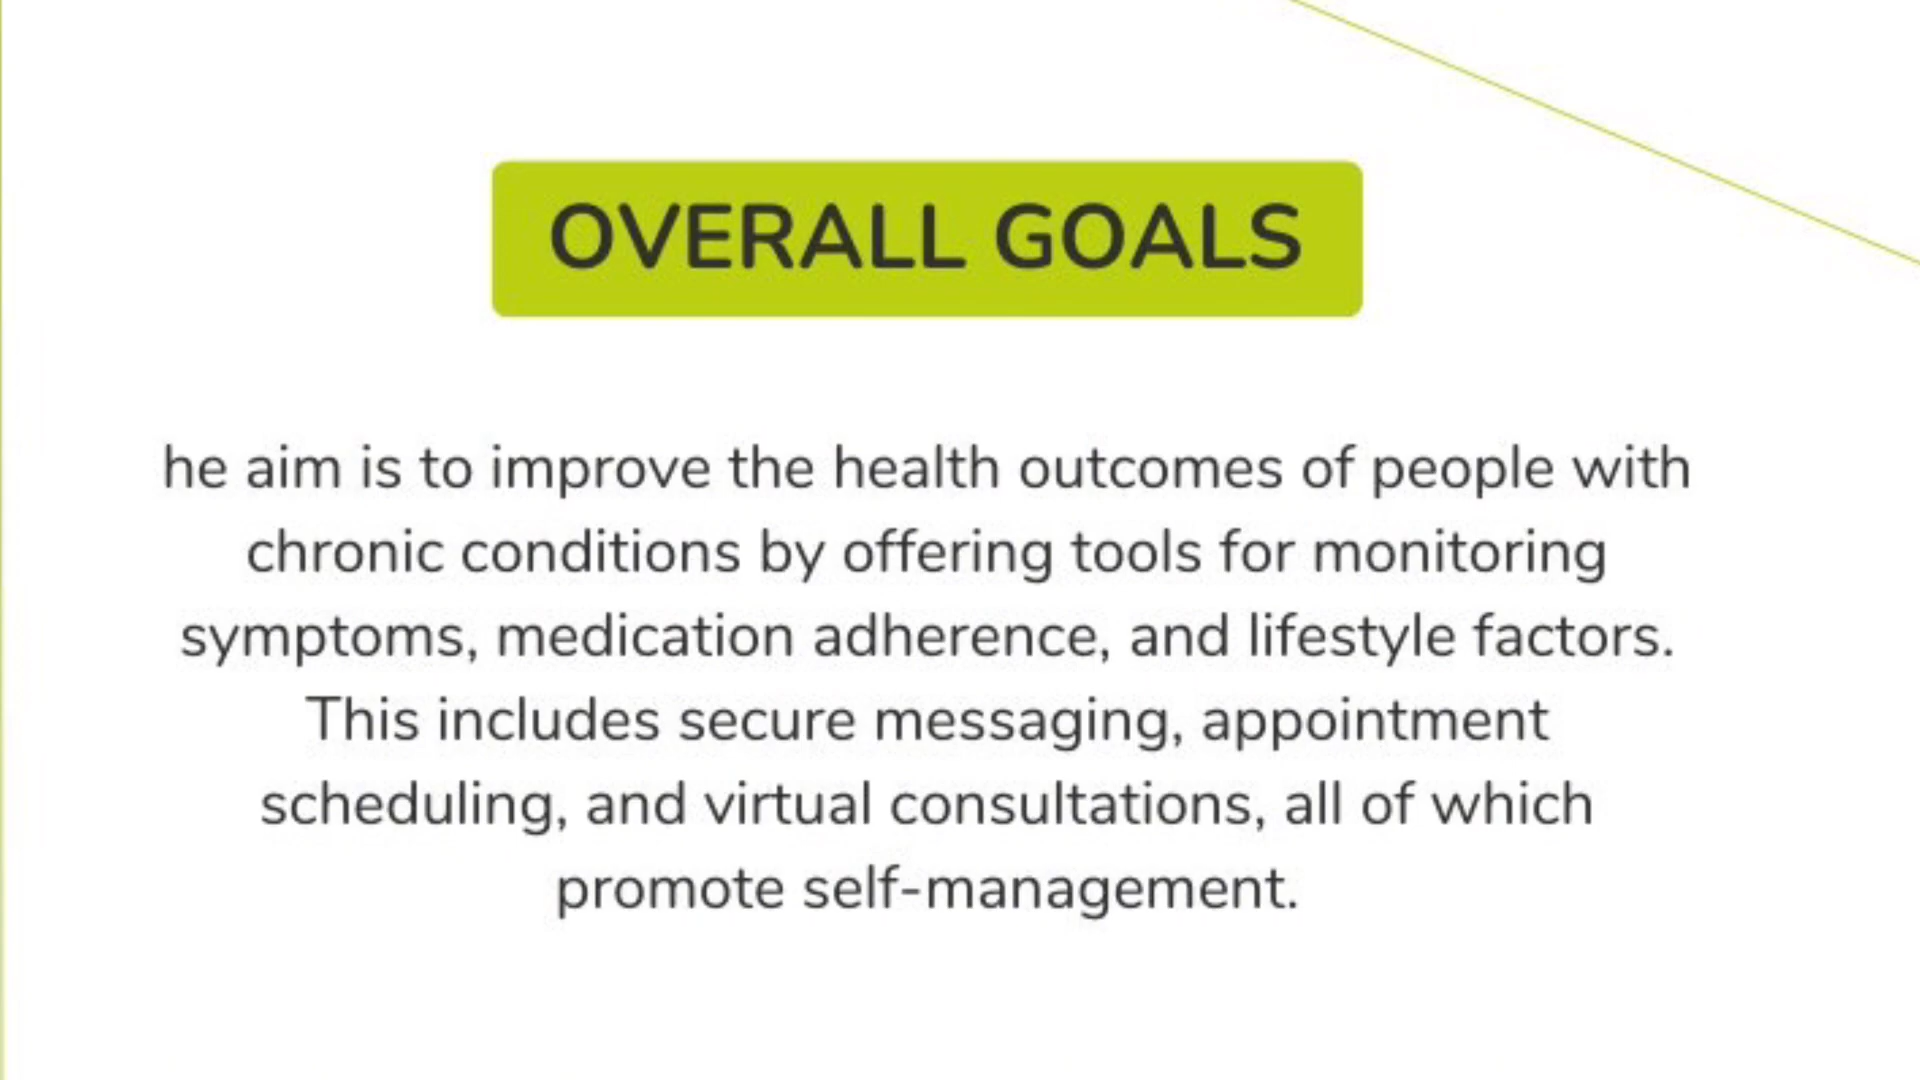 OVERALL GOALS
he aim is to improve the health outcomes of people with
chronic conditions by offering tools for monitoring
symptoms, medication adherence, and lifestyle factors.
This includes secure messaging, appointment
scheduling, and virtual consultations, all of which
promote self-management.